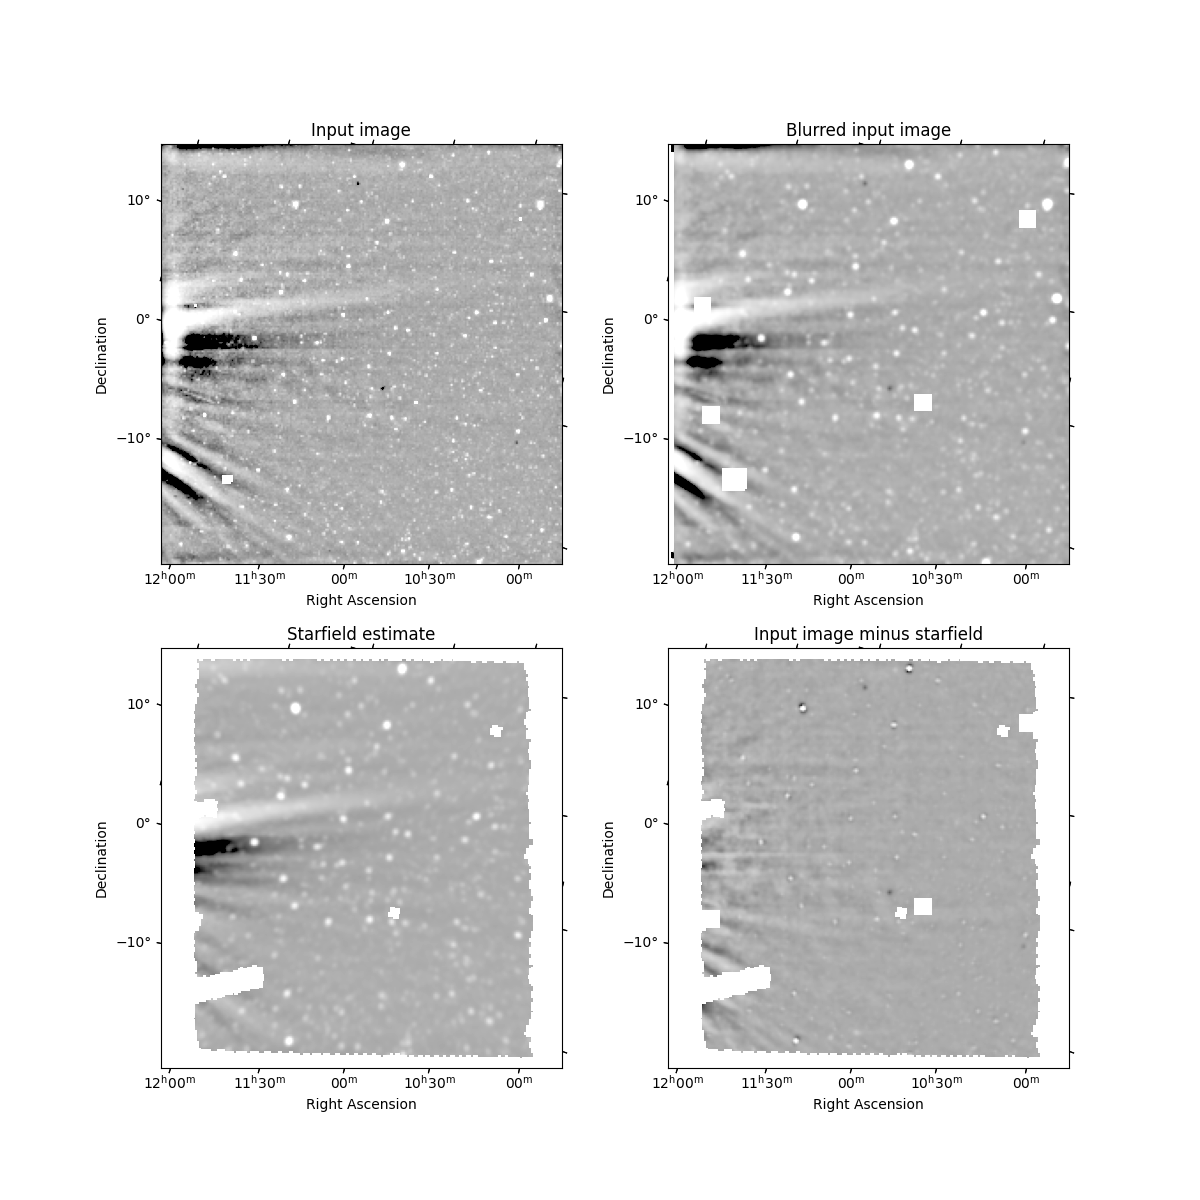 Input image
Blurred input image
10°
0°
−10°
Declination
10°
0°
−10°
Declination
12ʰ00ᵐ 11ʰ30ᵐ 00ᵐ 10ʰ30ᵐ 00ᵐ
12ʰ00ᵐ 11ʰ30ᵐ 00ᵐ 10ʰ30ᵐ 00ᵐ
Right Ascension
Right Ascension
Starfield estimate
Input image minus starfield
10°
0°
−10°
Declination
10°
0°
−10°
Declination
12ʰ00ᵐ 11ʰ30ᵐ 00ᵐ 10ʰ30ᵐ 00ᵐ
12ʰ00ᵐ 11ʰ30ᵐ 00ᵐ 10ʰ30ᵐ 00ᵐ
Right Ascension
Right Ascension